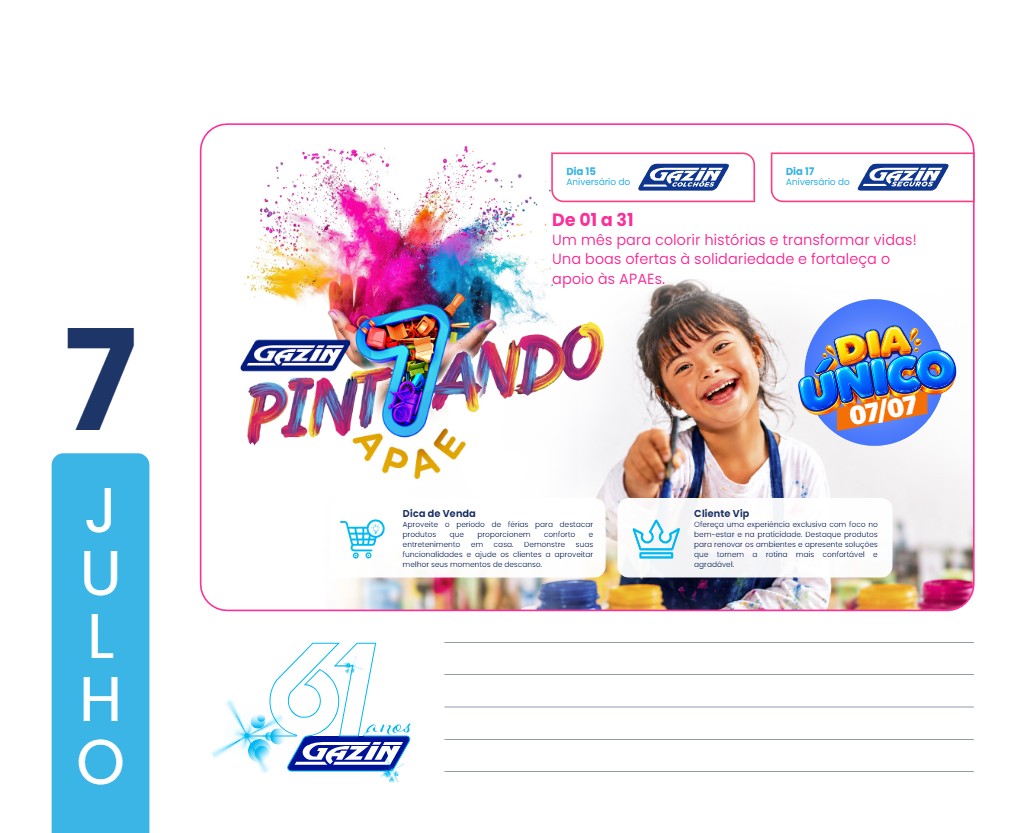 Dia 15
Aniversário do
GAZIN
COLCHÕES
Dia 17
Aniversário do
GAZIN
SEGUROS
De 01 a 31
Um mês para colorir histórias e transformar vidas!
Una boas ofertas à solidariedade e fortaleça o
apoio às APAEs.
GAZIN
PINT7ANDO
APAE
DIA
ÚNICO
07/07
7
JULHO
Dica de Venda
Aproveite o período de férias para destacar
produtos que proporcionem conforto e
entretenimento em casa. Demonstre suas
funcionalidades e ajude os clientes a aproveitar
melhor seus momentos de descanso.
Cliente Vip
Ofereça uma experiência exclusiva com foco no
bem-estar e na praticidade. Destaque produtos
para renovar os ambientes e apresente soluções
que tornem a rotina mais confortável e
agradável.
61
anos
GAZIN